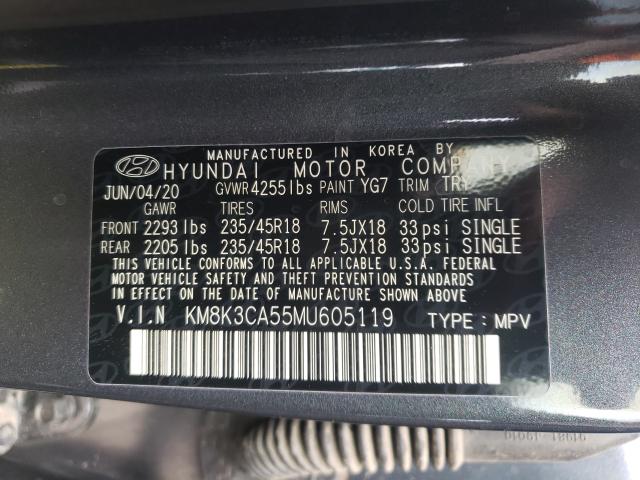 MANUFACTURED IN KOREA BY
HYUNDAI MOTOR COMPANY
JUN/04/20 GVWR 4255lbs PAINT YG7 TRIM TRY
GAWR TIRES RIMS COLD TIRE INFL
FRONT 2293lbs 235/45R18 7.5JX18 33psi SINGLE
REAR 2205lbs 235/45R18 7.5JX18 33psi SINGLE
THIS VEHICLE CONFORMS TO ALL APPLICABLE U.S.A. FEDERAL
MOTOR VEHICLE SAFETY AND THEFT PREVENTION STANDARDS
IN EFFECT ON THE DATE OF MANUFACTURE SHOWN ABOVE.
V.I.N KM8K3CA55MU605119 TYPE : MPV